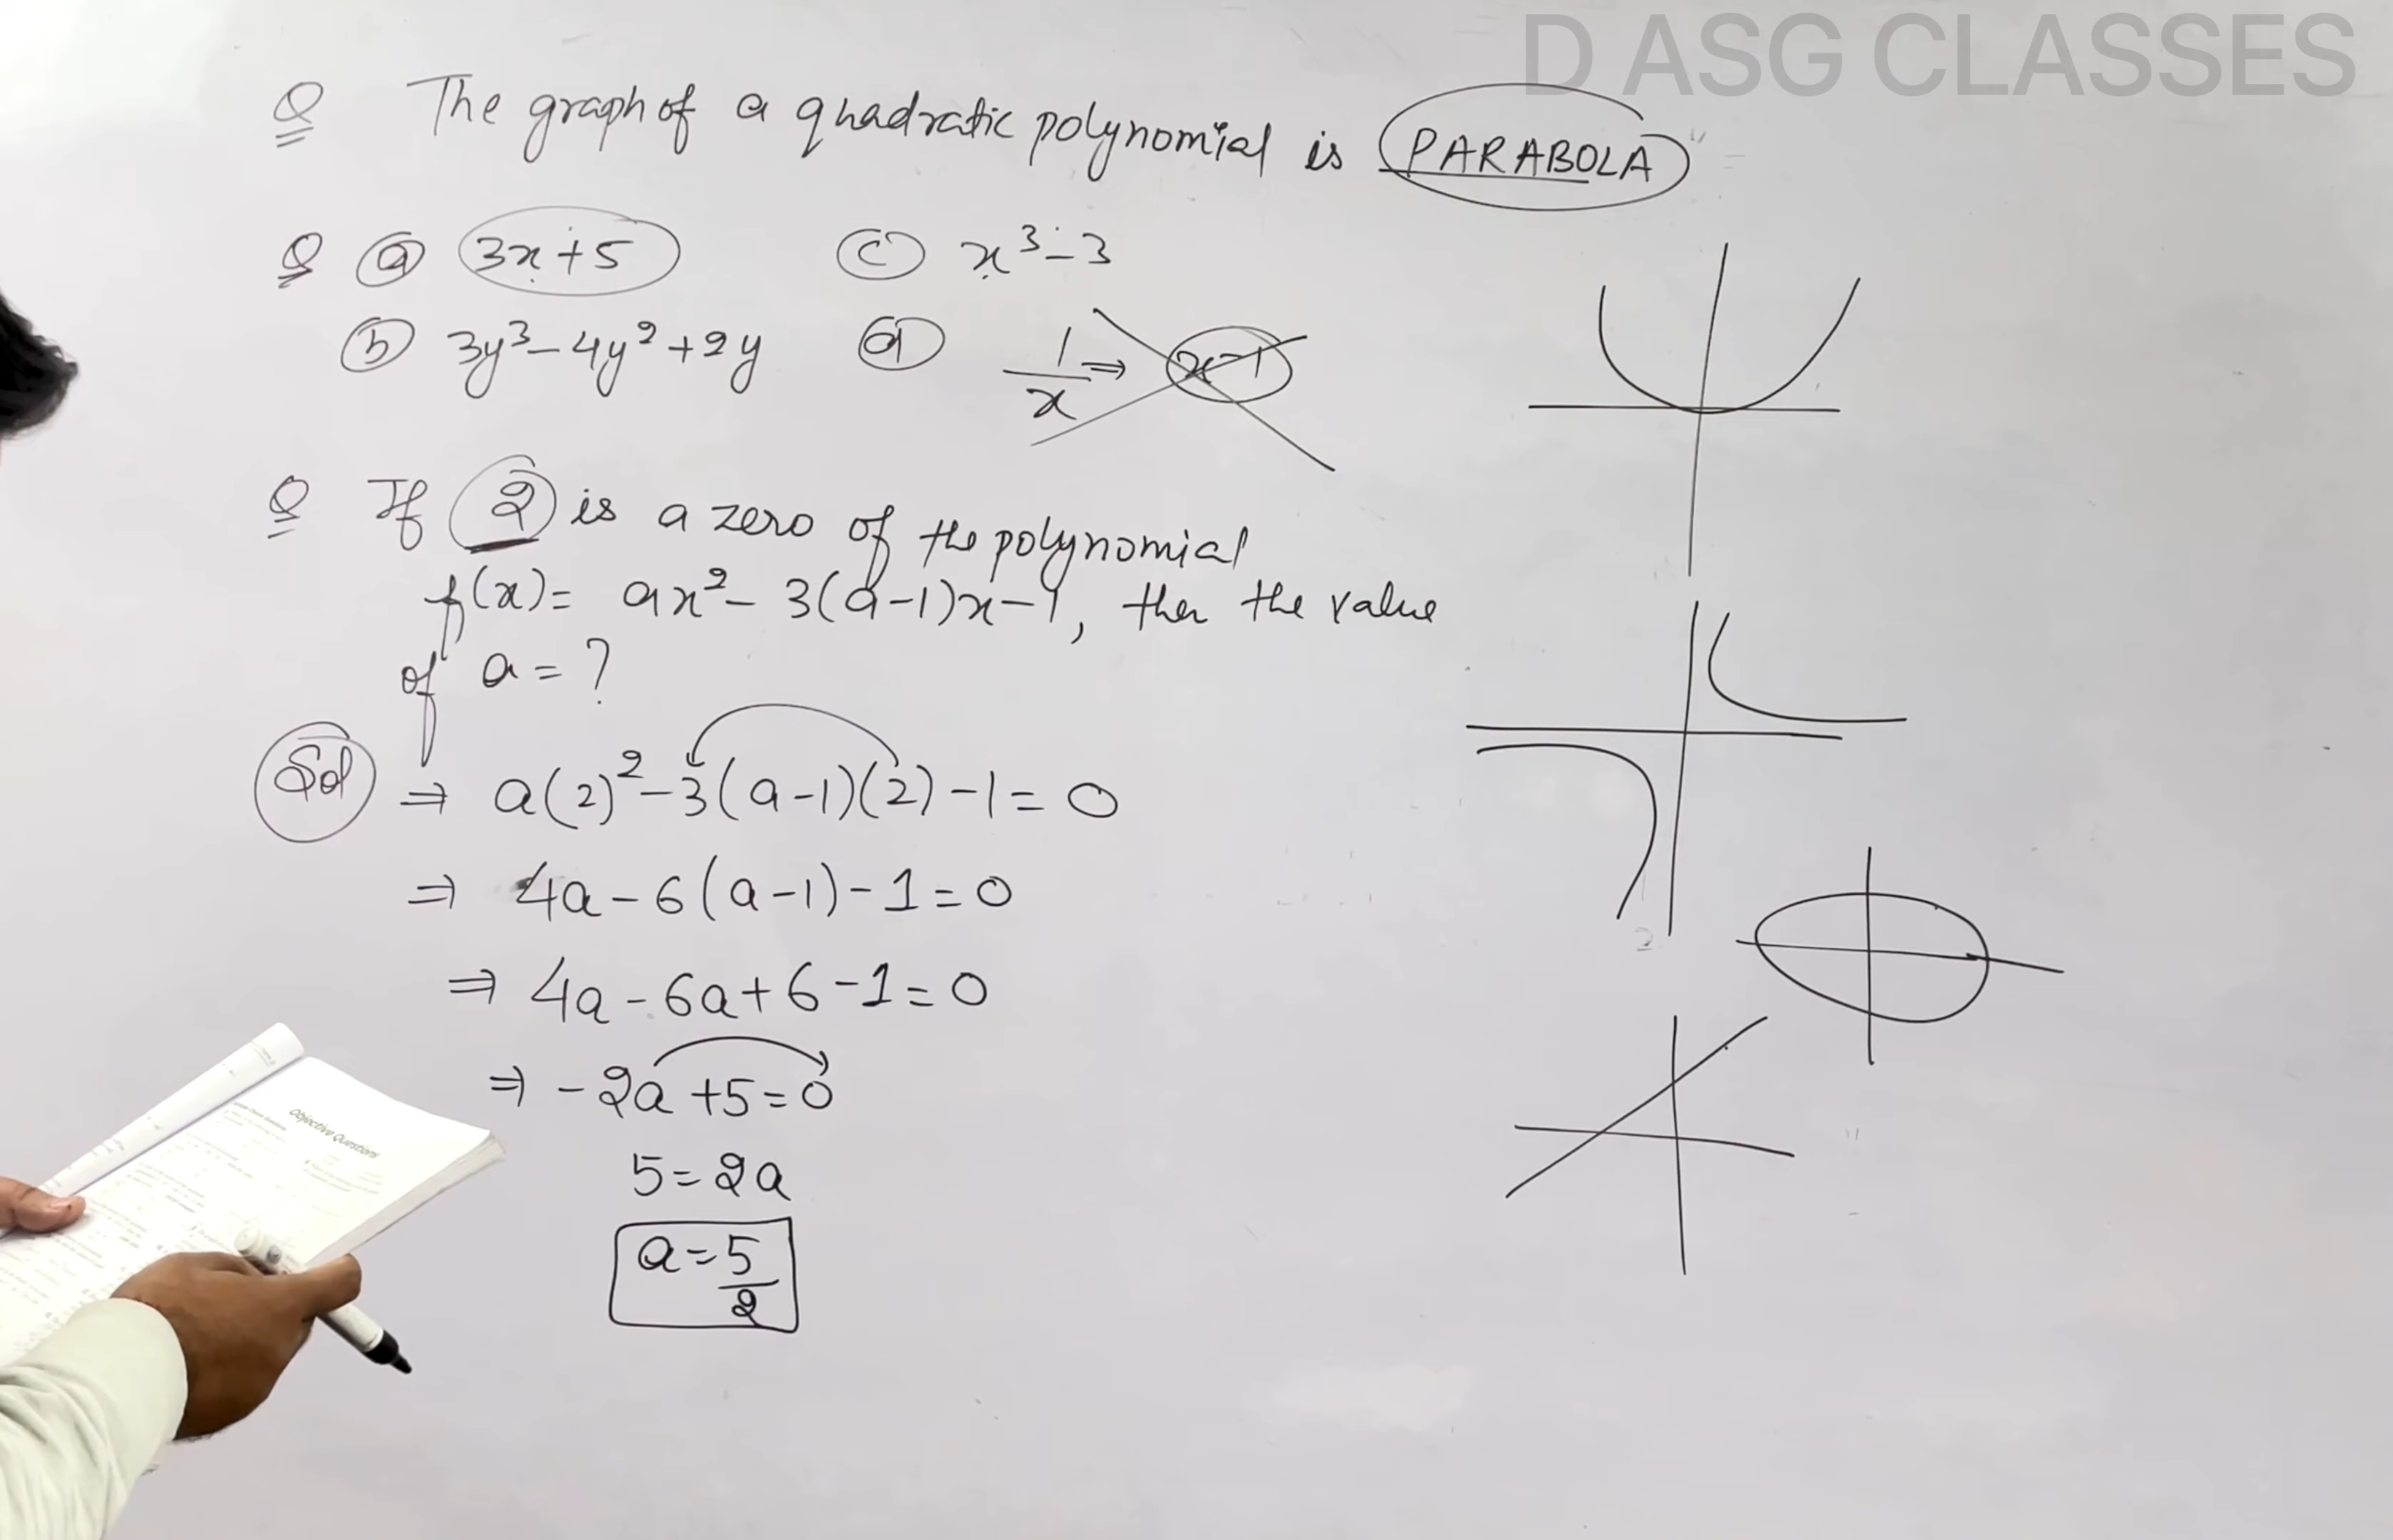 D ASG CLASSES
Q The graph of a quadratic polynomial is PARABOLA
Q (a) 3x+5 (c) x³-3
(b) 3y³-4y²+2y (d) 1/x ⇒ x⁻¹
Q If 2 is a zero of the polynomial
f(x)= ax²-3(a-1)x-1, then the value
of a=?
Sol ⇒ a(2)²-3(a-1)(2)-1=0
⇒ 4a-6(a-1)-1=0
⇒ 4a-6a+6-1=0
⇒ -2a+5=0
5=2a
a=5/2
Objective Questions